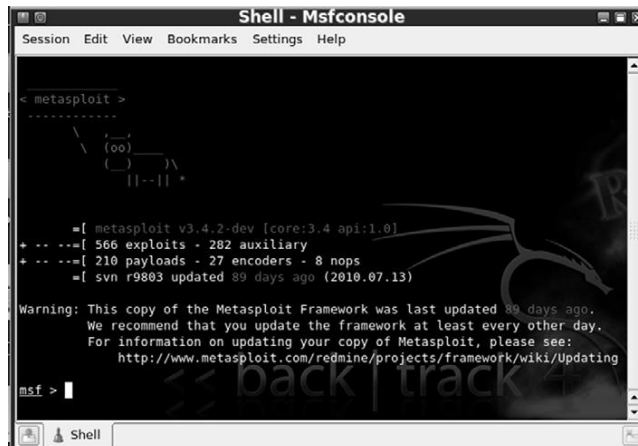 Shell - Msfconsole
Session Edit View Bookmarks Settings Help
____________
< metasploit >
------------
       \   ,__,
        \  (oo)____
           (__)    )\
              ||--|| *
=[ metasploit v3.4.2-dev [core:3.4 api:1.0]
+ -- --=[ 566 exploits - 282 auxiliary
+ -- --=[ 210 payloads - 27 encoders - 8 nops
=[ svn r9803 updated 89 days ago (2010.07.13)
Warning: This copy of the Metasploit Framework was last updated 89 days ago.
We recommend that you update the framework at least every other day.
For information on updating your copy of Metasploit, please see:
http://www.metasploit.com/redmine/projects/framework/wiki/Updating
<< back | track 4
msf >
Shell